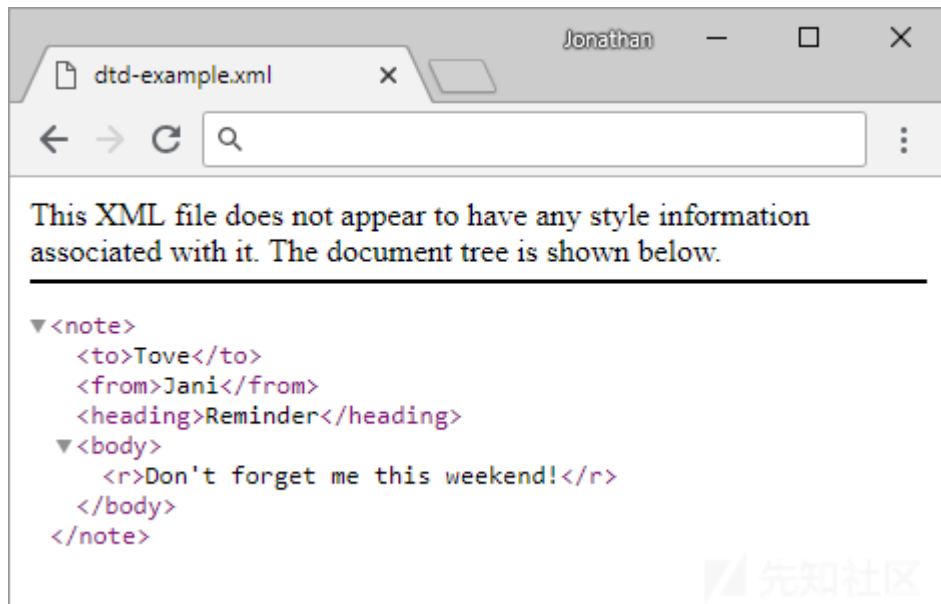 Jonathan
dtd-example.xml
This XML file does not appear to have any style information
associated with it. The document tree is shown below.
▼<note>
<to>Tove</to>
<from>Jani</from>
<heading>Reminder</heading>
▼<body>
<r>Don't forget me this weekend!</r>
</body>
</note>
先知社区